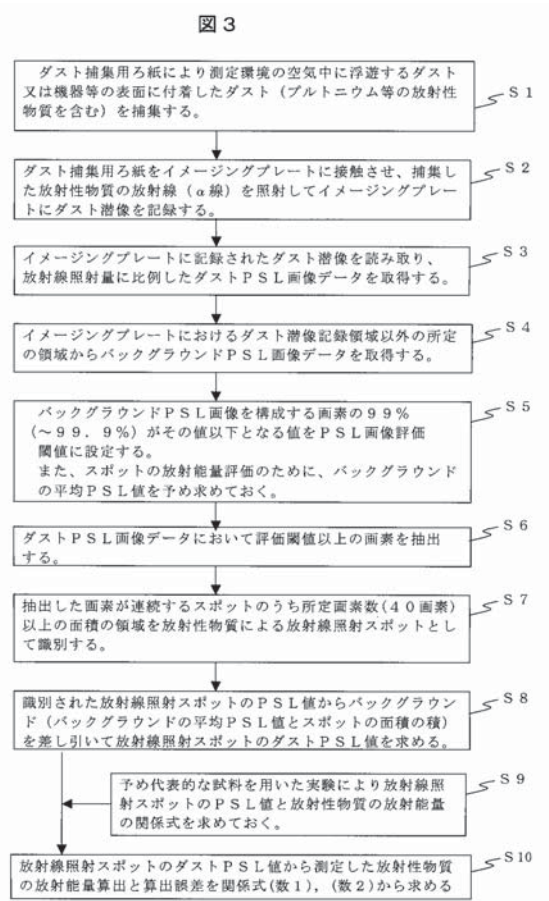 図３
ダスト捕集用ろ紙により測定環境の空気中に浮遊するダスト
又は機器等の表面に付着したダスト（プルトニウム等の放射性
物質を含む）を捕集する。
Ｓ１
ダスト捕集用ろ紙をイメージングプレートに接触させ、捕集し
た放射性物質の放射線（α線）を照射してイメージングプレー
トにダスト潜像を記録する。
Ｓ２
イメージングプレートに記録されたダスト潜像を読み取り、
放射線照射量に比例したダストＰＳＬ画像データを取得する。
Ｓ３
イメージングプレートにおけるダスト潜像記録領域以外の所定
の領域からバックグラウンドＰＳＬ画像データを取得する。
Ｓ４
バックグラウンドＰＳＬ画像を構成する画素の９９％
（～９９．９％）がその値以下となる値をＰＳＬ画像評価
閾値に設定する。
また、スポットの放射能量評価のために、バックグラウンド
の平均ＰＳＬ値を予め求めておく。
Ｓ５
ダストＰＳＬ画像データにおいて評価閾値以上の画素を抽出
する。
Ｓ６
抽出した画素が連続するスポットのうち所定画素数(４０画素)
以上の面積の領域を放射性物質による放射線照射スポットとし
て識別する。
Ｓ７
識別された放射線照射スポットのＰＳＬ値からバックグラウン
ド（バックグラウンドの平均ＰＳＬ値とスポットの面積の積）
を差し引いて放射線照射スポットのダストＰＳＬ値を求める。
Ｓ８
予め代表的な試料を用いた実験により放射線照
射スポットのＰＳＬ値と放射性物質の放射能量
の関係式を求めておく。
Ｓ９
放射線照射スポットのダストＰＳＬ値から測定した放射性物質
の放射能量算出と算出誤差を関係式(数１)，(数２)から求める
Ｓ10